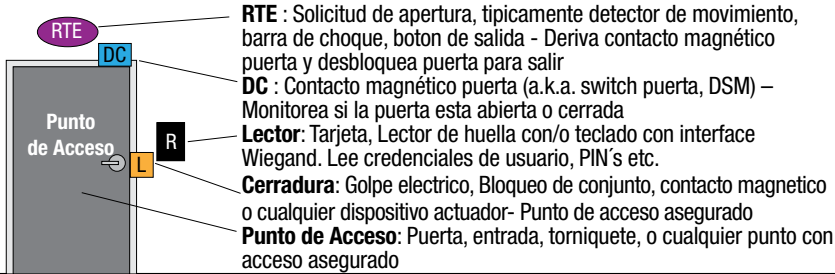 RTE
DC
Punto
de Acceso
R
L
RTE : Solicitud de apertura, tipicamente detector de movimiento,
barra de choque, boton de salida - Deriva contacto magnético
puerta y desbloquea puerta para salir
DC : Contacto magnético puerta (a.k.a. switch puerta, DSM) –
Monitorea si la puerta esta abierta o cerrada
Lector: Tarjeta, Lector de huella con/o teclado con interface
Wiegand. Lee credenciales de usuario, PIN´s etc.
Cerradura: Golpe electrico, Bloqueo de conjunto, contacto magnetico
o cualquier dispositivo actuador- Punto de acceso asegurado
Punto de Acceso: Puerta, entrada, torniquete, o cualquier punto con
acceso asegurado